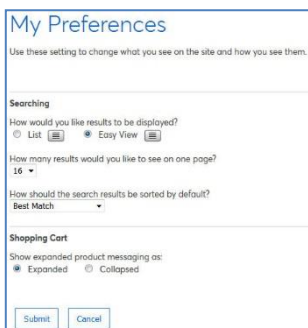 My Preferences
Use these setting to change what you see on the site and how you see them.
Searching
How would you like results to be displayed?
List Easy View
How many results would you like to see on one page?
16
How should the search results be sorted by default?
Best Match
Shopping Cart
Show expanded product messaging as:
Expanded Collapsed
Submit Cancel